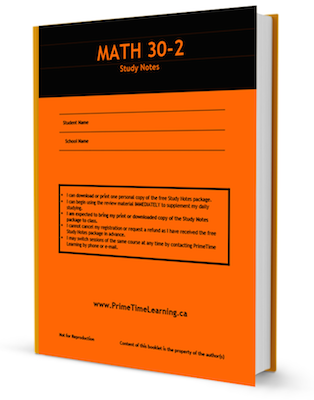 MATH 30-2
Study Notes
Student Name
School Name
• I can download or print one personal copy of the free Study Notes package.
• I can begin using the review material IMMEDIATELY to supplement my daily
studying.
• I am expected to bring my print or downloaded copy of the Study Notes
package to class.
• I cannot cancel my registration or request a refund as I have received the free
Study Notes package in advance.
• I may switch sessions of the same course at any time by contacting PrimeTime
Learning by phone or e-mail.
www.PrimeTimeLearning.ca
Not for Reproduction
Content of this booklet is the property of the author(s)